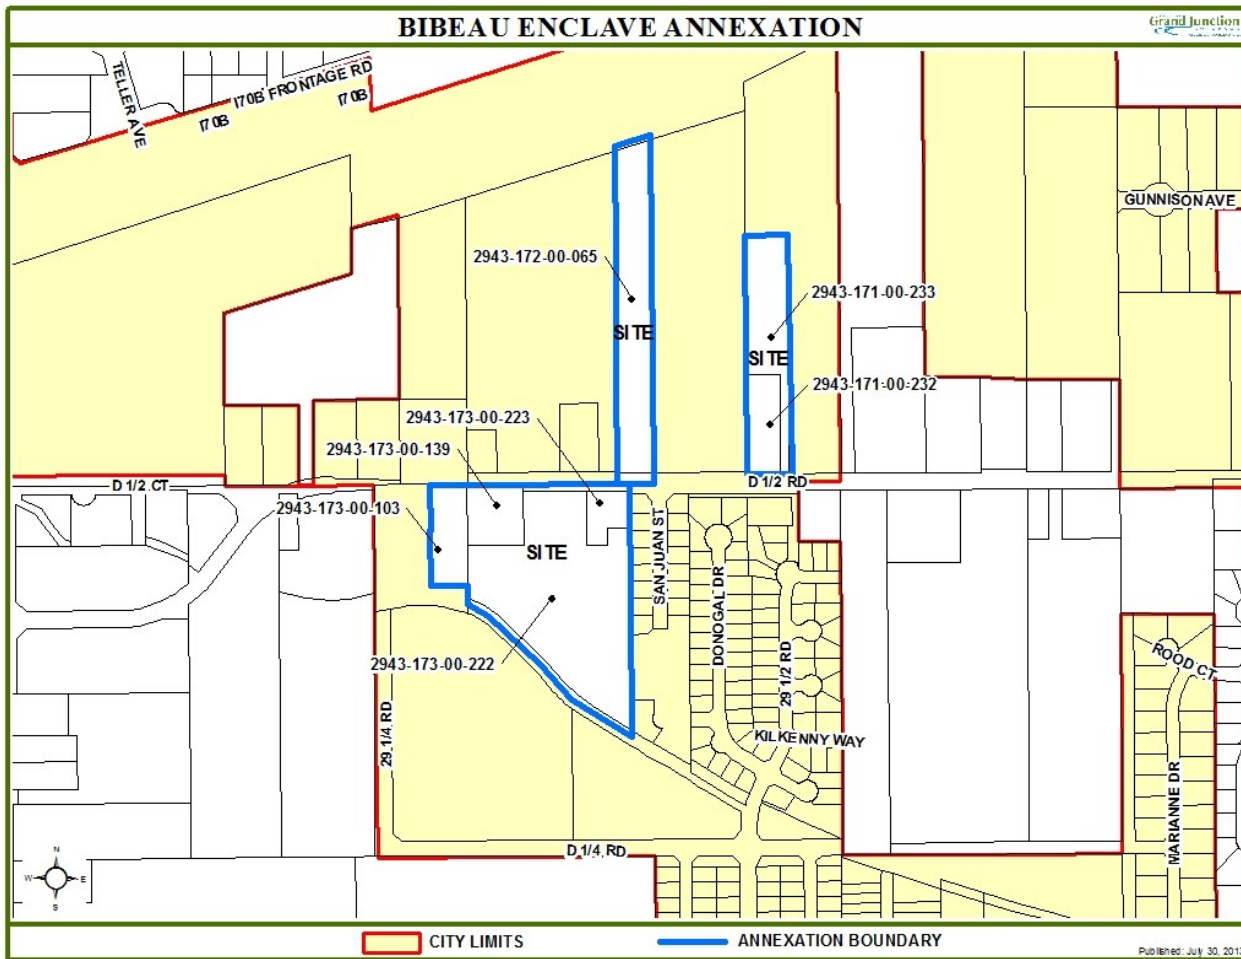 BIBEAU ENCLAVE ANNEXATION
Grand Junction
TELLER AVE
I70B FRONTAGE RD
I70B
I70B
GUNNISON AVE
2943-172-00-065
2943-171-00-233
SITE
SITE
2943-171-00-232
2943-173-00-223
2943-173-00-139
D 1/2 CT
D 1/2 RD
2943-173-00-103
SITE
SAN JUAN ST
DONOGAL DR
29 1/2 RD
2943-173-00-222
ROOD CT
29 1/4 RD
KILKENNY WAY
MARIANNE DR
D 1/4 RD
N
W
E
S
CITY LIMITS
ANNEXATION BOUNDARY
Published: July 30, 2013